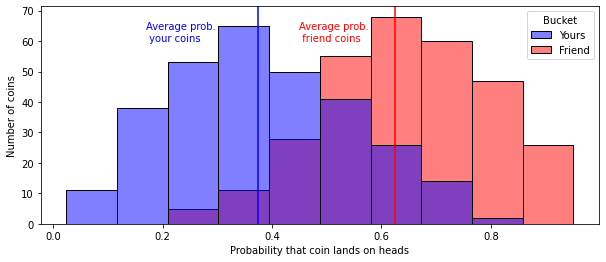 70
60
50
40
30
20
10
0
Number of coins
Average prob.
your coins
Average prob.
friend coins
Bucket
Yours
Friend
0.0
0.2
0.4
0.6
0.8
Probability that coin lands on heads